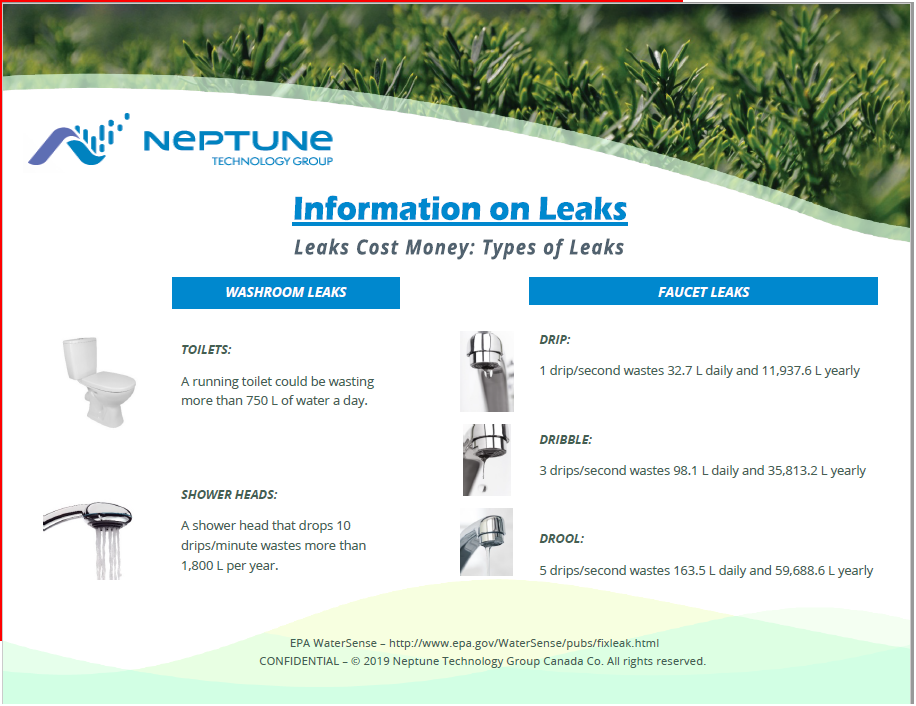 NEPTUNE
TECHNOLOGY GROUP
Information on Leaks
Leaks Cost Money: Types of Leaks
WASHROOM LEAKS
TOILETS:
A running toilet could be wasting
more than 750 L of water a day.
SHOWER HEADS:
A shower head that drops 10
drips/minute wastes more than
1,800 L per year.
FAUCET LEAKS
DRIP:
1 drip/second wastes 32.7 L daily and 11,937.6 L yearly
DRIBBLE:
3 drips/second wastes 98.1 L daily and 35,813.2 L yearly
DROOL:
5 drips/second wastes 163.5 L daily and 59,688.6 L yearly
EPA WaterSense – http://www.epa.gov/WaterSense/pubs/fixleak.html
CONFIDENTIAL – © 2019 Neptune Technology Group Canada Co. All rights reserved.